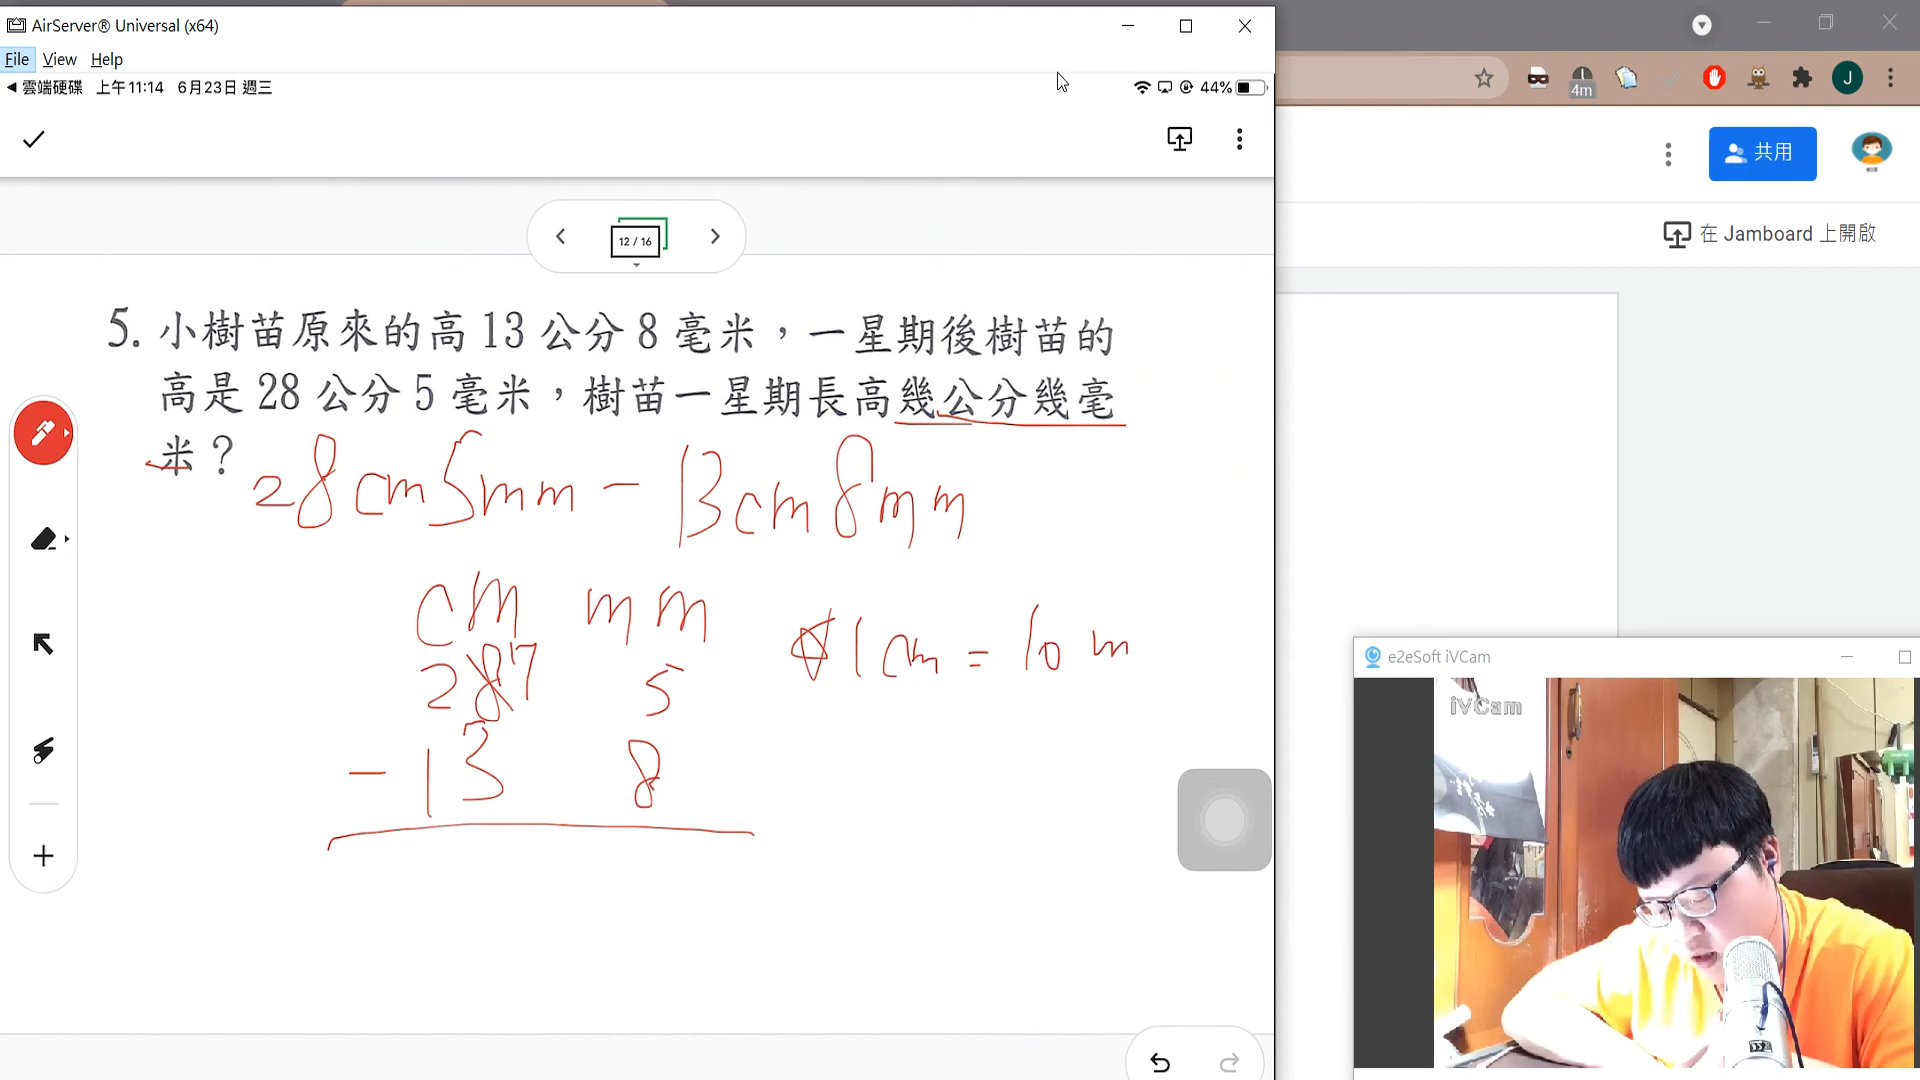 AirServer® Universal (x64)
File View Help
雲端硬碟 上午11:14 6月23日 週三
44%
4m
J
共用
12 / 16
在 Jamboard 上開啟
5. 小樹苗原來的高 13 公分 8 毫米，一星期後樹苗的
高是 28 公分 5 毫米，樹苗一星期長高幾公分幾毫
米？
28cm5mm - 13cm8mm
cm mm
1cm = 10 m
287 5
- 13 8
e2eSoft iVCam
iVCam